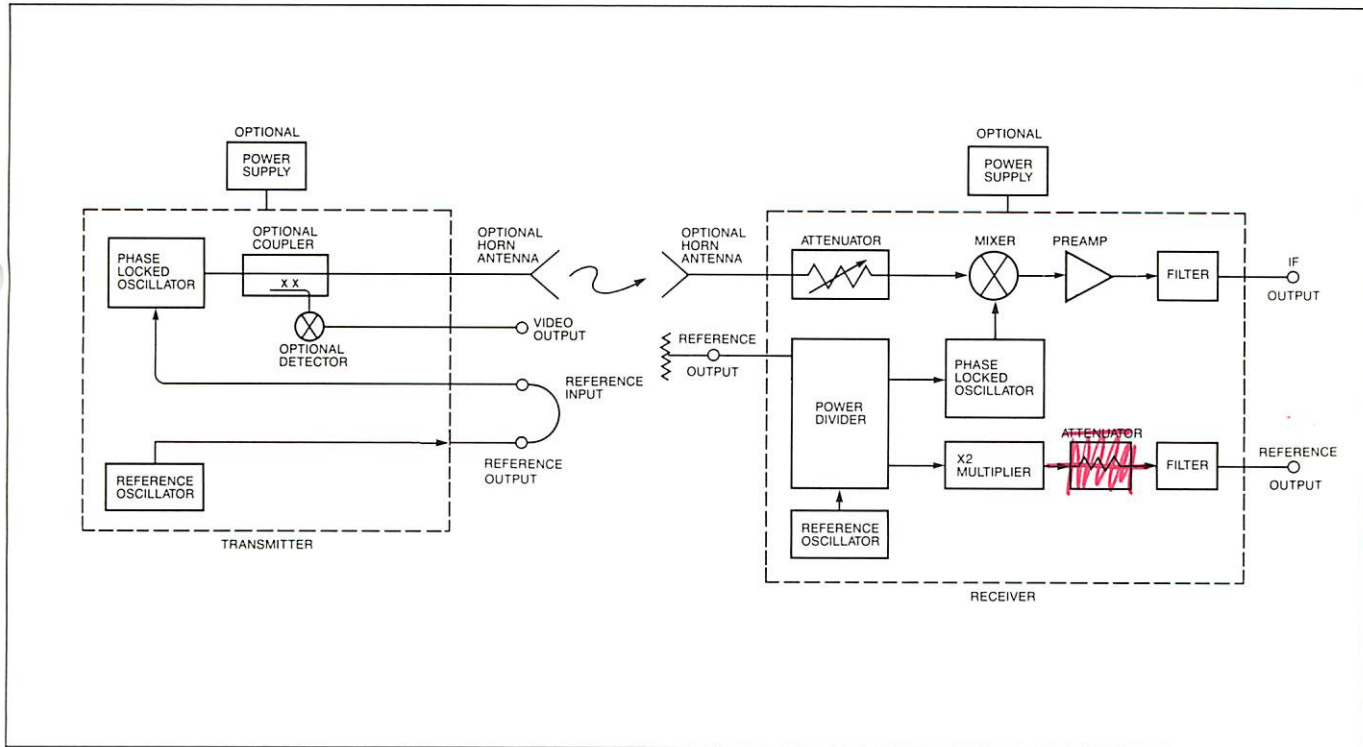 OPTIONAL
POWER
SUPPLY
OPTIONAL
COUPLER
PHASE
LOCKED
OSCILLATOR
X X
OPTIONAL
DETECTOR
OPTIONAL
HORN
ANTENNA
VIDEO
OUTPUT
REFERENCE
INPUT
REFERENCE
OUTPUT
REFERENCE
OSCILLATOR
TRANSMITTER
OPTIONAL
HORN
ANTENNA
OPTIONAL
POWER
SUPPLY
ATTENUATOR
MIXER
PREAMP
FILTER
IF
OUTPUT
REFERENCE
OUTPUT
POWER
DIVIDER
PHASE
LOCKED
OSCILLATOR
X2
MULTIPLIER
ATTENUATOR
FILTER
REFERENCE
OUTPUT
REFERENCE
OSCILLATOR
RECEIVER